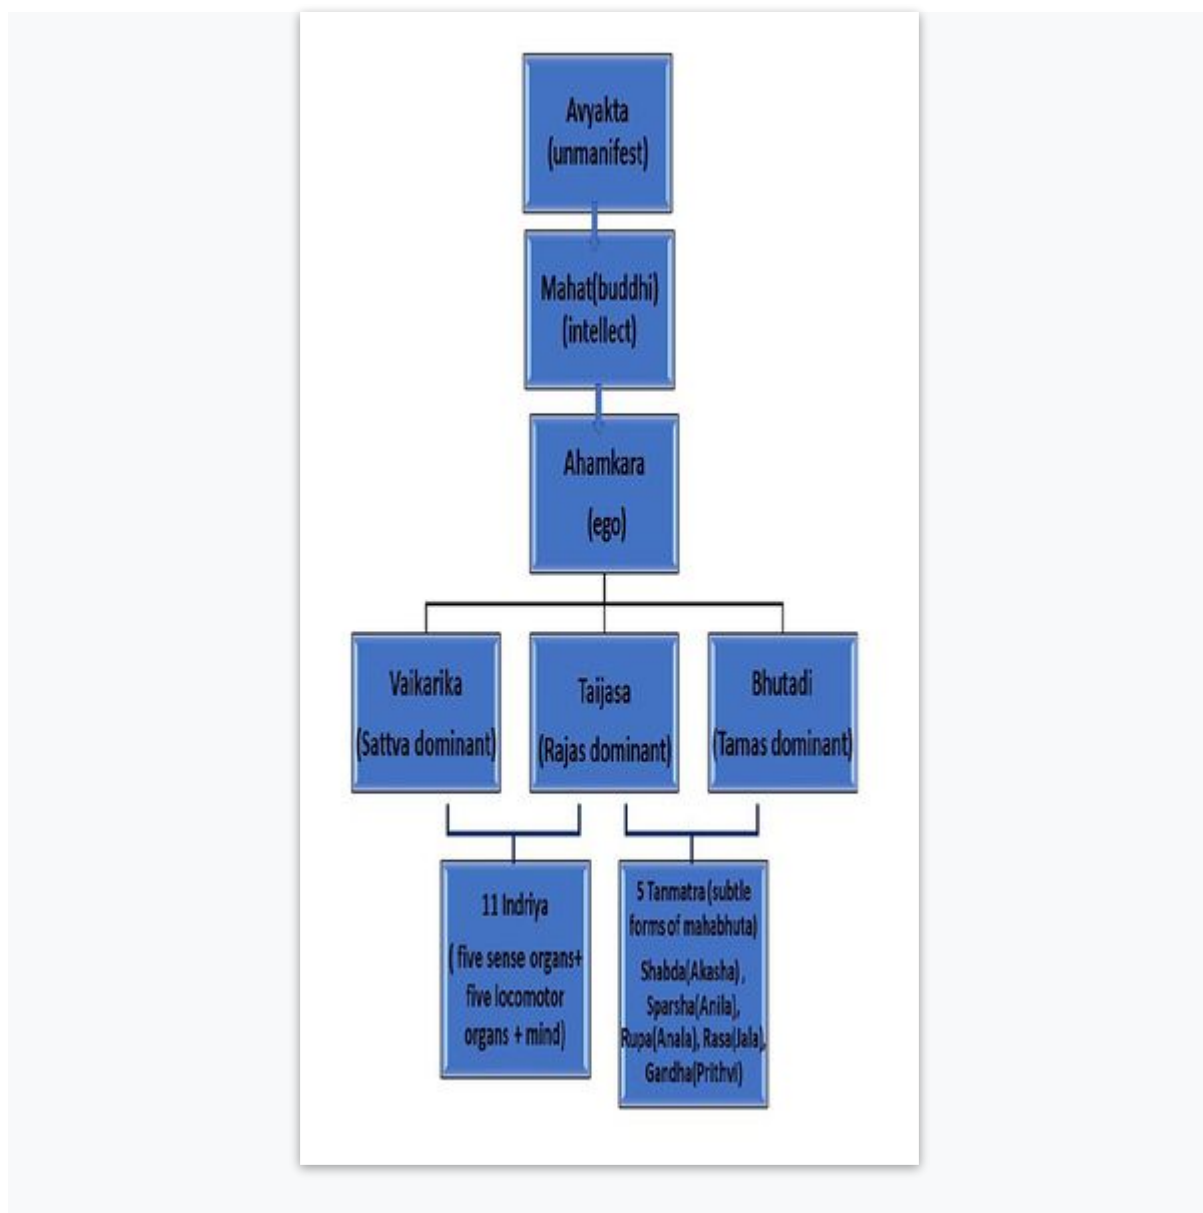 Avyakta
(unmanifest)
Mahat(buddhi)
(intellect)
Ahamkara
(ego)
Vaikarika
(Sattva dominant)
Taijasa
(Rajas dominant)
Bhutadi
(Tamas dominant)
11 Indriya
( five sense organs+
five locomotor
organs + mind)
5 Tanmatra (subtle
forms of mahabhuta)
Shabda(Akasha) ,
Sparsha(Anila),
Rupa(Anala), Rasa(Jala),
Gandha(Prithvi)